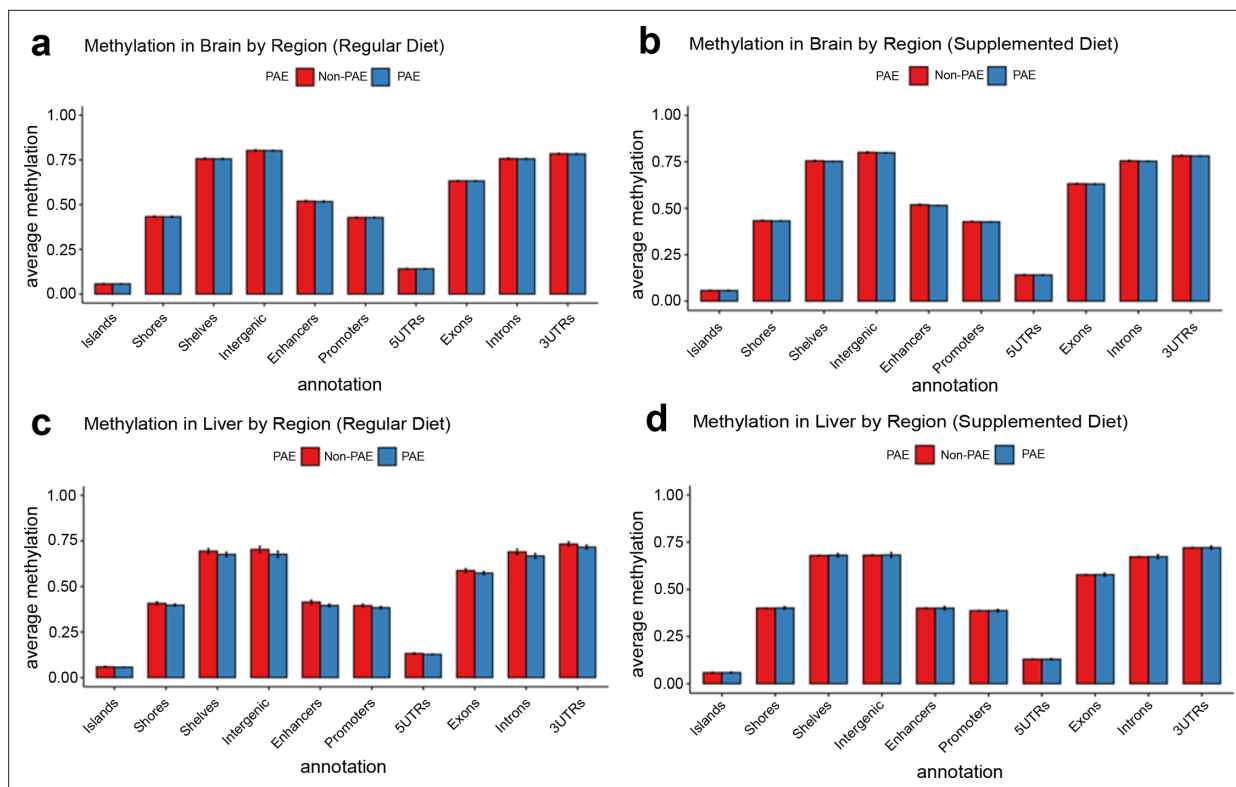 a Methylation in Brain by Region (Regular Diet)
PAE Non-PAE PAE
average methylation
1.00
0.75
0.50
0.25
0.00
Islands Shores Shelves Intergenic Enhancers Promoters 5UTRs Exons Introns 3UTRs
annotation
b Methylation in Brain by Region (Supplemented Diet)
PAE Non-PAE PAE
average methylation
1.00
0.75
0.50
0.25
0.00
Islands Shores Shelves Intergenic Enhancers Promoters 5UTRs Exons Introns 3UTRs
annotation
c Methylation in Liver by Region (Regular Diet)
PAE Non-PAE PAE
average methylation
1.00
0.75
0.50
0.25
0.00
Islands Shores Shelves Intergenic Enhancers Promoters 5UTRs Exons Introns 3UTRs
annotation
d Methylation in Liver by Region (Supplemented Diet)
PAE Non-PAE PAE
average methylation
1.00
0.75
0.50
0.25
0.00
Islands Shores Shelves Intergenic Enhancers Promoters 5UTRs Exons Introns 3UTRs
annotation